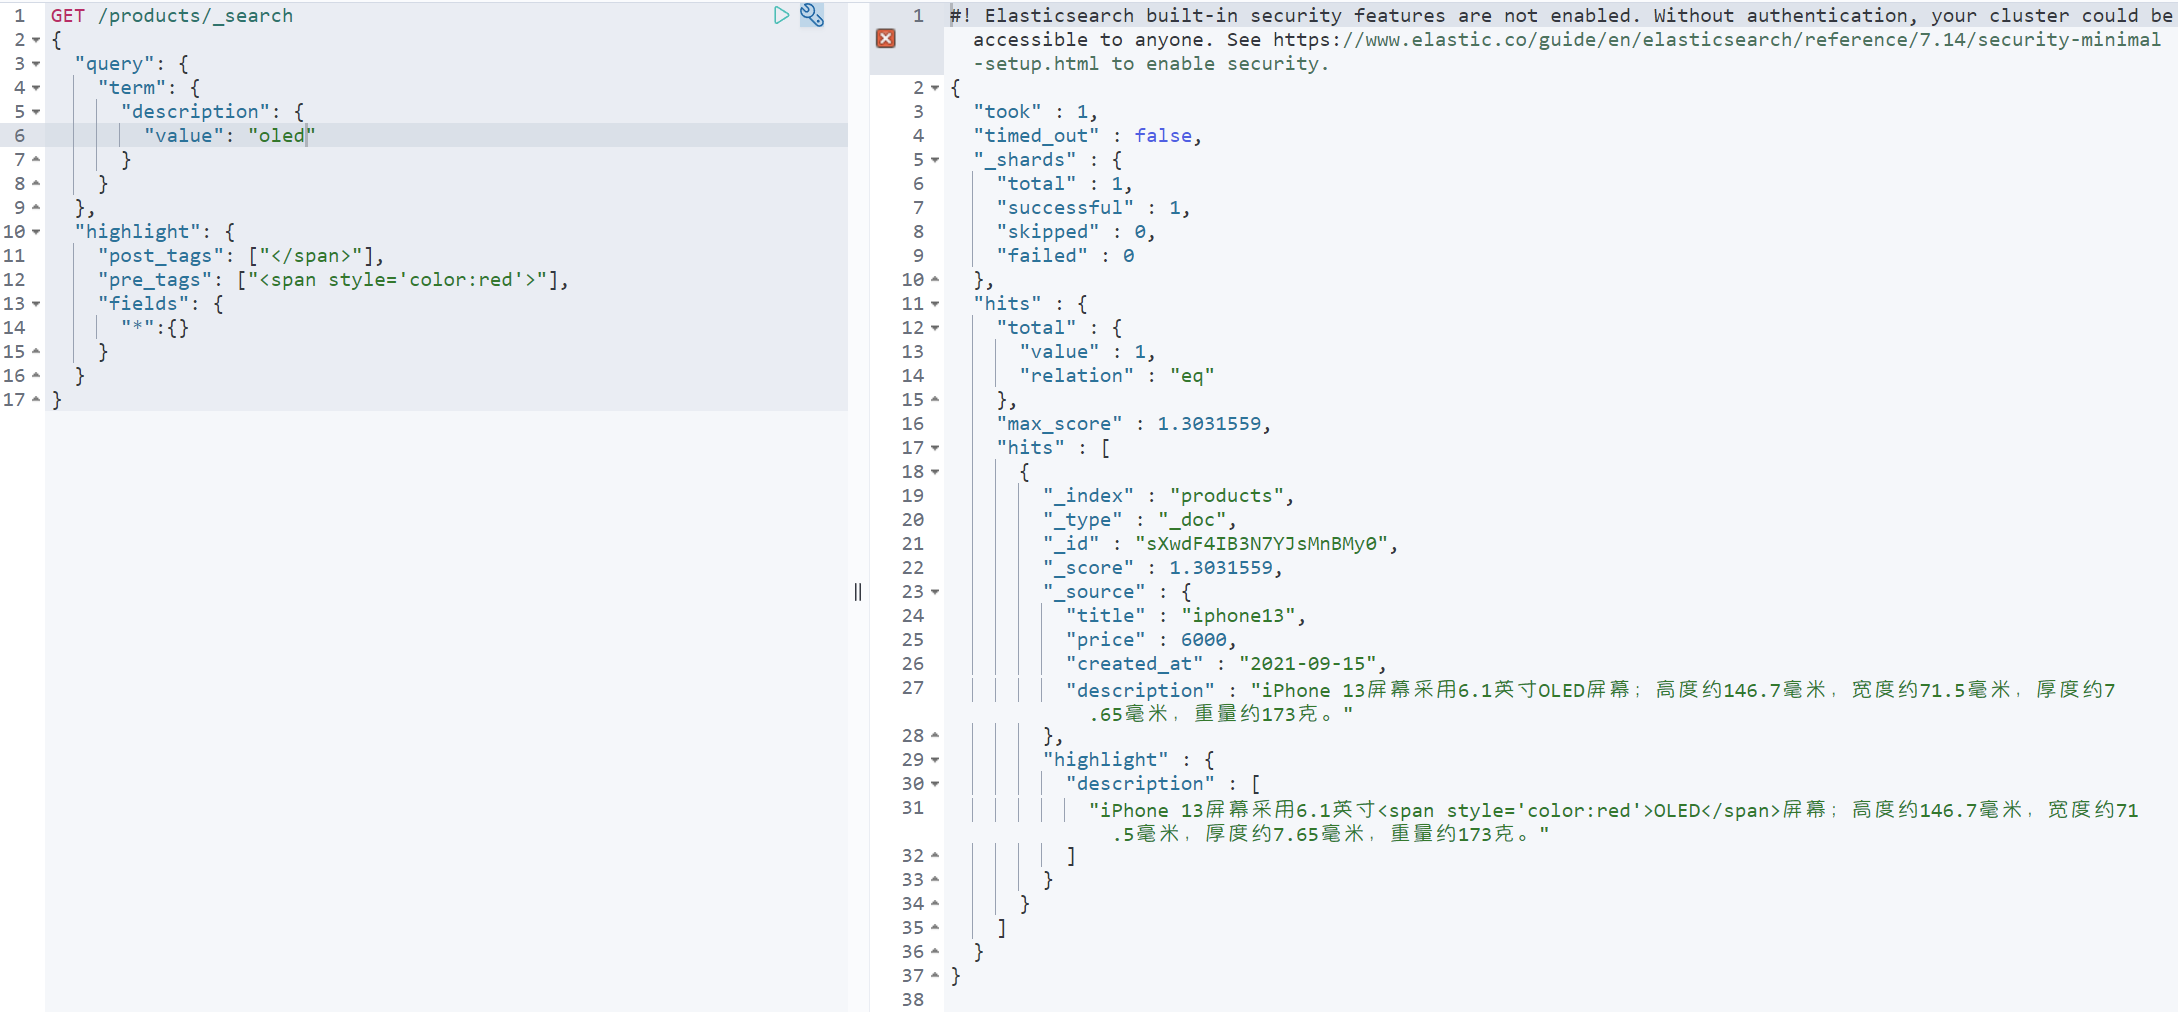 1 GET /products/_search
2 {
3 "query": {
4 "term": {
5 "description": {
6 "value": "oled"
7 }
8 }
9 },
10 "highlight": {
11 "post_tags": ["</span>"],
12 "pre_tags": ["<span style='color:red'>"],
13 "fields": {
14 "*":{}
15 }
16 }
17 }
1 #! Elasticsearch built-in security features are not enabled. Without authentication, your cluster could be
accessible to anyone. See https://www.elastic.co/guide/en/elasticsearch/reference/7.14/security-minimal
-setup.html to enable security.
2 {
3 "took" : 1,
4 "timed_out" : false,
5 "_shards" : {
6 "total" : 1,
7 "successful" : 1,
8 "skipped" : 0,
9 "failed" : 0
10 },
11 "hits" : {
12 "total" : {
13 "value" : 1,
14 "relation" : "eq"
15 },
16 "max_score" : 1.3031559,
17 "hits" : [
18 {
19 "_index" : "products",
20 "_type" : "_doc",
21 "_id" : "sXwdF4IB3N7YJsMnBMy0",
22 "_score" : 1.3031559,
23 "_source" : {
24 "title" : "iphone13",
25 "price" : 6000,
26 "created_at" : "2021-09-15",
27 "description" : "iPhone 13屏幕采用6.1英寸OLED屏幕；高度约146.7毫米，宽度约71.5毫米，厚度约7
.65毫米，重量约173克。"
28 },
29 "highlight" : {
30 "description" : [
31 "iPhone 13屏幕采用6.1英寸<span style='color:red'>OLED</span>屏幕；高度约146.7毫米，宽度约71
.5毫米，厚度约7.65毫米，重量约173克。"
32 ]
33 }
34 }
35 ]
36 }
37 }
38